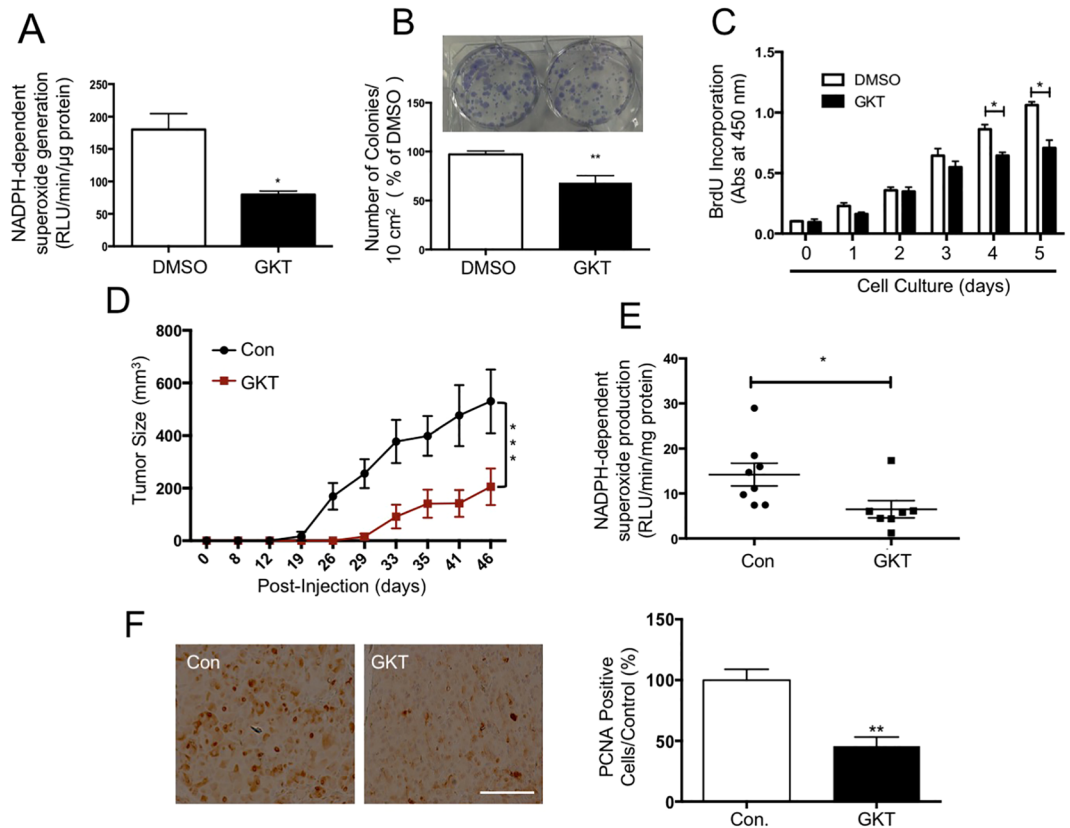 A
NADPH-dependent
superoxide generation
(RLU/min/μg protein)
250
200
150
100
80
50
0
*
DMSO
GKT
B
Number of Colonies/
10 cm² ( % of DMSO )
150
100
50
0
**
DMSO
GKT
C
BrdU Incorporation
(Abs at 450 nm)
1.5
1.0
0.5
0.0
DMSO
GKT
*
*
0 1 2 3 4 5
Cell Culture (days)
D
Tumor Size (mm³)
800
600
400
200
0
Con
GKT
***
0 8 12 19 26 29 33 35 41 46
Post-Injection (days)
E
NADPH-dependent
superoxide production
(RLU/min/mg protein)
40
30
20
10
0
*
Con
GKT
F
Con
GKT
PCNA Positive
Cells/Control (%)
150
100
50
0
**
Con.
GKT